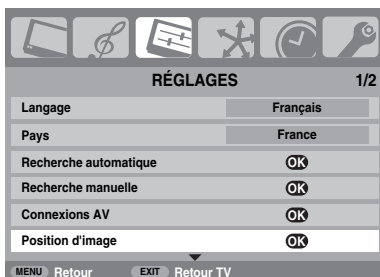 RÉGLAGES 1/2
Langage Français
Pays France
Recherche automatique OK
Recherche manuelle OK
Connexions AV OK
Position d'image OK
MENU Retour EXIT Retour TV